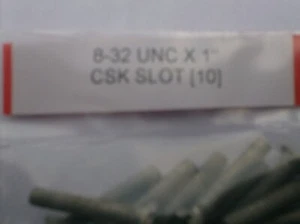 8-32 UNC X 1"
CSK SLOT [10]